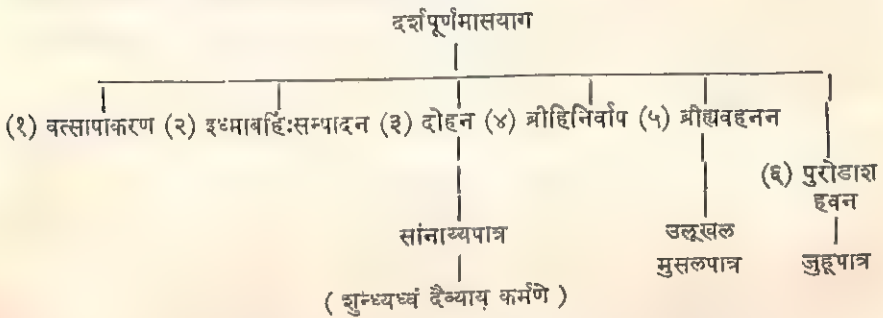 दर्शपूर्णमासयाग
(१) वत्सापाकरण (२) इध्माबर्हिःसम्पादन (३) दोहन (४) व्रीहिनिर्वाप (५) व्रीह्यवहनन
(६) पुरोडाश
हवन
सांनाय्यपात्र
उलूखल
मुसलपात्र
जुहूपात्र
( शुन्ध्यध्वं दैव्याय कर्मणे )